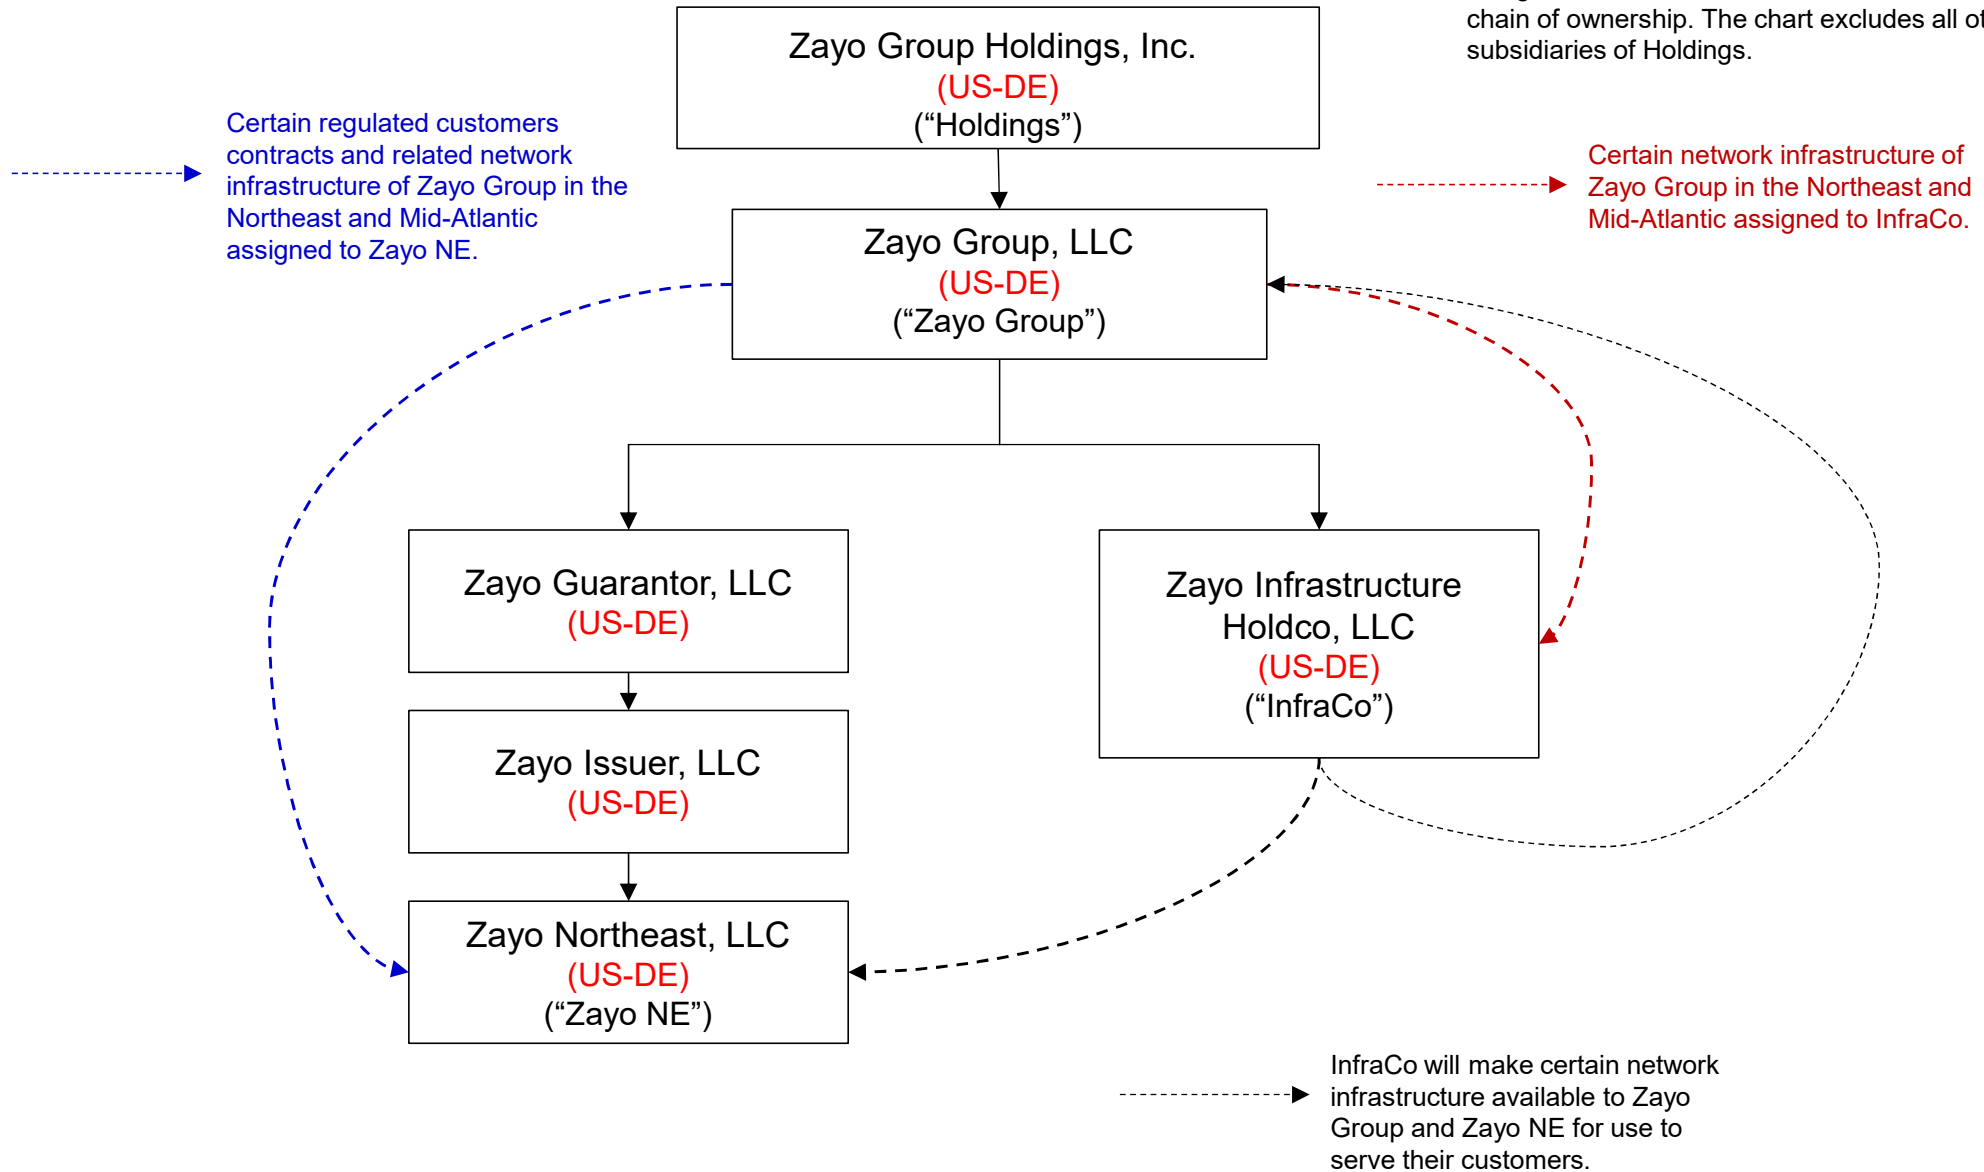 chain of ownership. The chart excludes all
subsidiaries of Holdings.
Zayo Group Holdings, Inc.
(US-DE)
(“Holdings”)
Certain regulated customers
contracts and related network
infrastructure of Zayo Group in the
Northeast and Mid-Atlantic
assigned to Zayo NE.
Certain network infrastructure of
Zayo Group in the Northeast and
Mid-Atlantic assigned to InfraCo.
Zayo Group, LLC
(US-DE)
(“Zayo Group”)
Zayo Guarantor, LLC
(US-DE)
Zayo Infrastructure
Holdco, LLC
(US-DE)
(“InfraCo”)
Zayo Issuer, LLC
(US-DE)
Zayo Northeast, LLC
(US-DE)
(“Zayo NE”)
InfraCo will make certain network
infrastructure available to Zayo
Group and Zayo NE for use to
serve their customers.